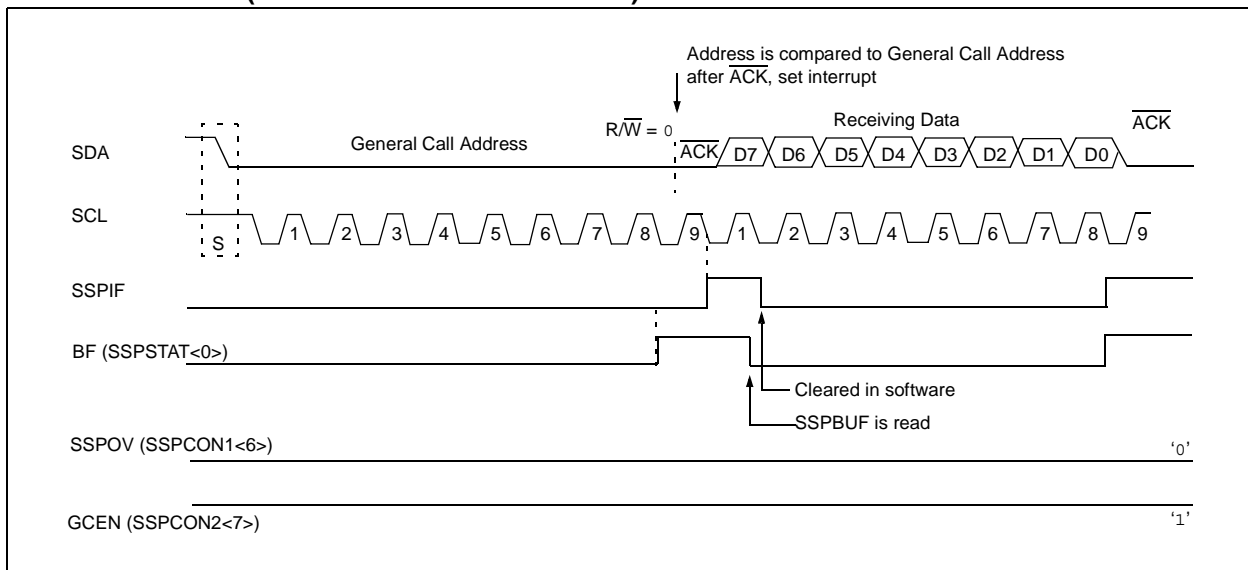 Address is compared to General Call Address
after ACK, set interrupt
R/W = 0
Receiving Data
ACK
SDA
General Call Address
ACK
D7 D6 D5 D4 D3 D2 D1 D0
SCL
S
1 2 3 4 5 6 7 8 9 1 2 3 4 5 6 7 8 9
SSPIF
BF (SSPSTAT<0>)
Cleared in software
SSPBUF is read
SSPOV (SSPCON1<6>)
‘0’
GCEN (SSPCON2<7>)
‘1’